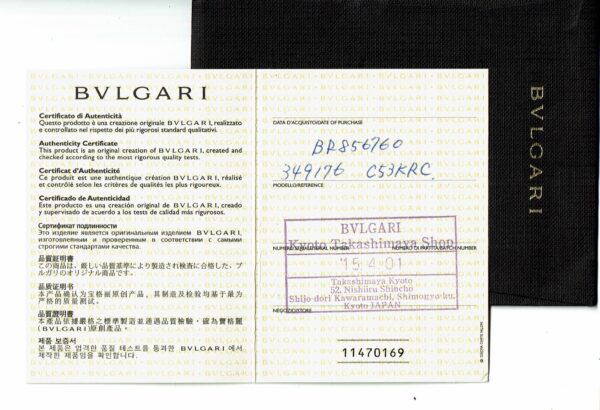 BVLGARI
Certificato di Autenticità
Questo prodotto è una creazione originale BVLGARI, realizzato
e controllato nel rispetto dei più rigorosi standard qualitativi.
Authenticity Certificate
This product is an original creation of BVLGARI, created and
checked according to the most rigorous quality tests.
Certificat d'Authenticité
Ce produit est une authentique création BVLGARI, réalisé
et contrôlé selon les critères de qualités les plus rigoureux.
Certificado de Autenticidad
Este producto es una creación original de BVLGARI, creado
y supervisado de acuerdo a los tests de calidad más rigurosos.
Сертификат подлинности
Это изделие является оригинальным изделием BVLGARI,
изготовленным и проверенным в соответствии с самыми
строгими стандартами качества.
品質証明書
この商品は、厳しい品質基準により製造され検査に合格した、ブ
ルガリのオリジナル商品です。
品质证明书
本产品确认为宝格丽原创产品，其制造及检验均基于最为
严格的质量测试。
品質證明書
本產品依據嚴格之標準製造並通過品質檢驗，確為寶格麗
(BVLGARI)原創產品。
제품 보증서
본 제품은 엄격한 품질 테스트를 통과한 BVLGARI 에서
제작한 제품임을 확인합니다.
DATA D'ACQUISTO/DATE OF PURCHASE
BR856760
349176 C53KRC
MODELLO/REFERENCE
BVLGARI
Kyoto Takashimaya Shop
'15.4.01
Takashimaya Kyoto
52, Nishiiru Shincho
Shijo-dori Kawaramachi, Shimogyo-ku,
Kyoto JAPAN
NEGOZIO/STORE
11470169
BVLGARI